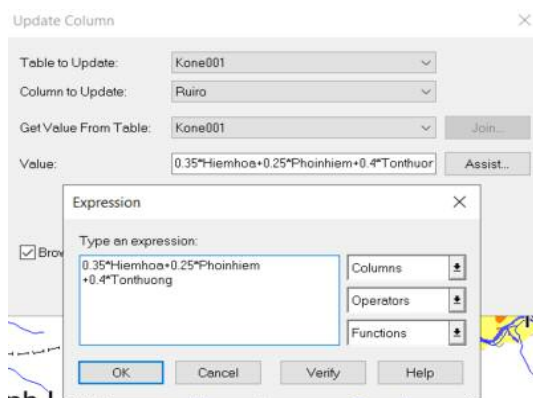 Update Column
Table to Update: Kone001
Column to Update: Ruiro
Get Value From Table: Kone001 Join...
Value: 0.35*Hiemhoa+0.25*Phoinhiem+0.4*Tonthuor Assist...
Brow
Expression
Type an expression:
0.35*Hiemhoa+0.25*Phoinhiem
+0.4*Tonthuong
Columns
Operators
Functions
OK Cancel Verify Help